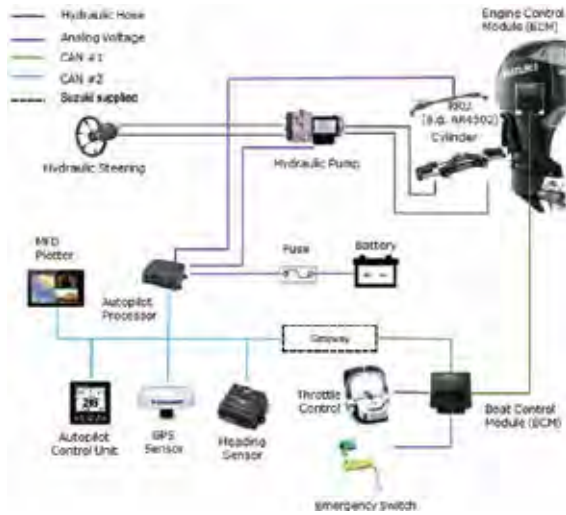 Hydraulic Hose
Analog Voltage
CAN #1
CAN #2
Suzuki supplied
Engine Control
Module (ECM)
SUZUKI
RRU
(e.g. AR4502)
Cylinder
Hydraulic Steering
Hydraulic Pump
MFD
Plotter
Fuse
Battery
Autopilot
Processor
Gateway
Throttle
Control
Boat Control
Module (ECM)
Autopilot
Control Unit
GPS
Sensor
Heading
Sensor
Emergency Switch